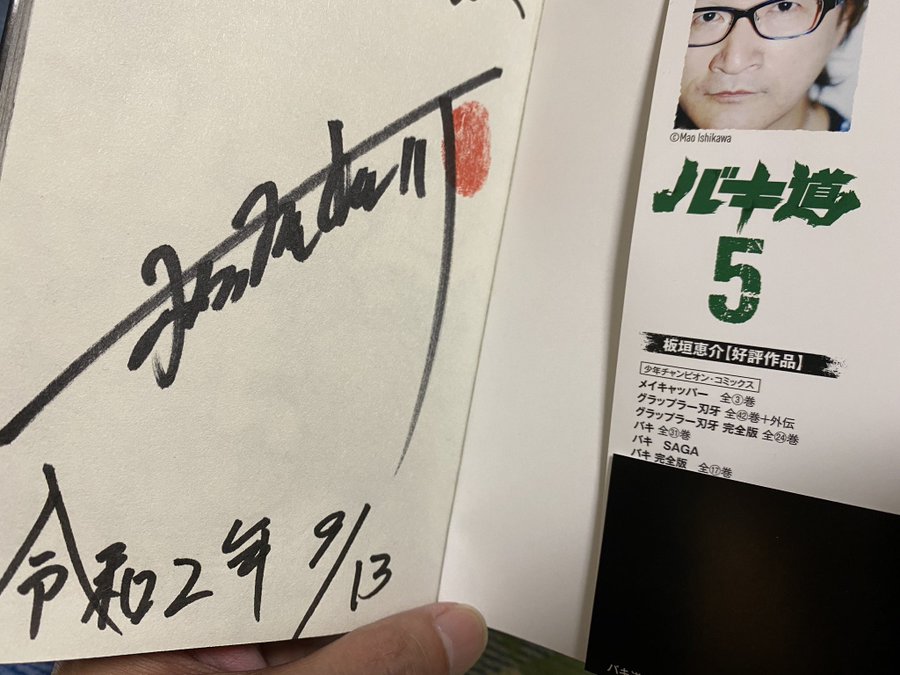 令和2年 9/13
©Mao Ishikawa
バキ道
5
板垣恵介【好評作品】
少年チャンピオン・コミックス
メイキャッパー 全③巻
グラップラー刃牙 全㊷巻+外伝
グラップラー刃牙 完全版 全㉔巻
バキ 全㉛巻
バキ SAGA
バキ 完全版 全⑰巻
バキ道